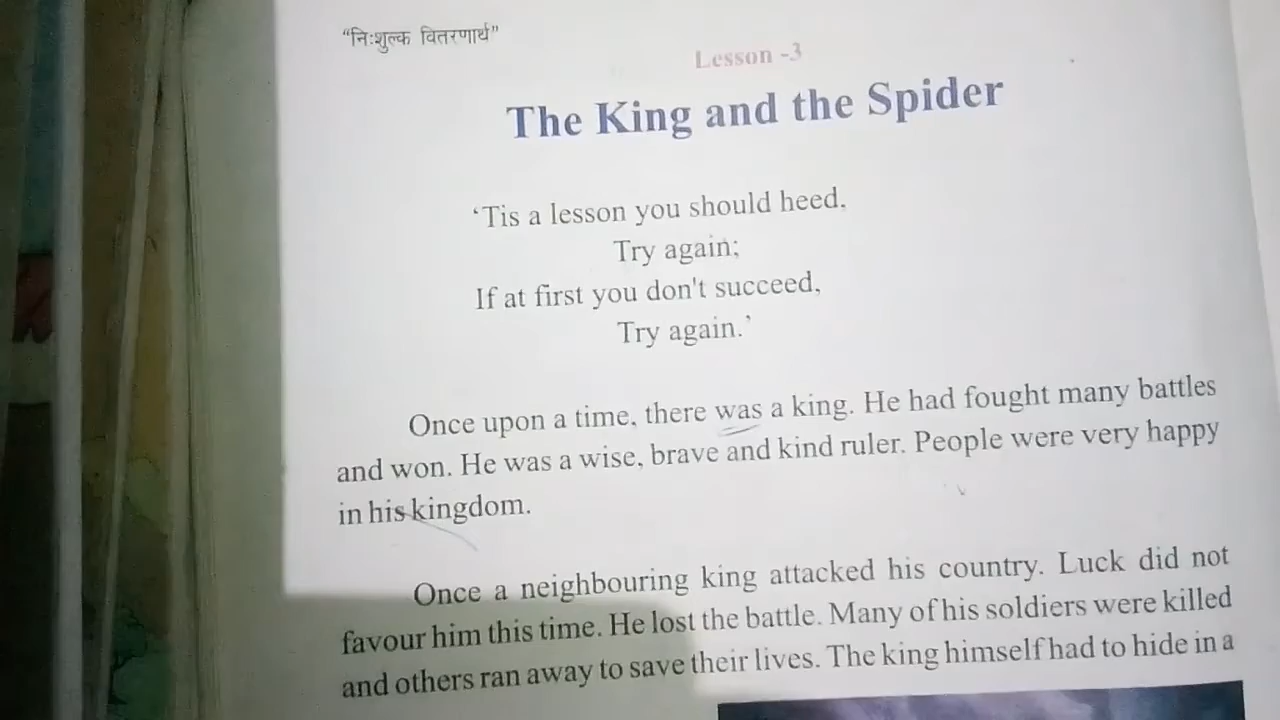 “निःशुल्क वितरणार्थ”
Lesson -3
The King and the Spider
‘Tis a lesson you should heed,
Try again;
If at first you don't succeed,
Try again.’
Once upon a time, there was a king. He had fought many battles
and won. He was a wise, brave and kind ruler. People were very happy
in his kingdom.
Once a neighbouring king attacked his country. Luck did not
favour him this time. He lost the battle. Many of his soldiers were killed
and others ran away to save their lives. The king himself had to hide in a